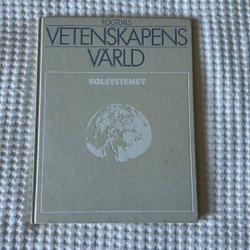 FOGTDALS
VETENSKAPENS
VÄRLD
SOLSYSTEMET